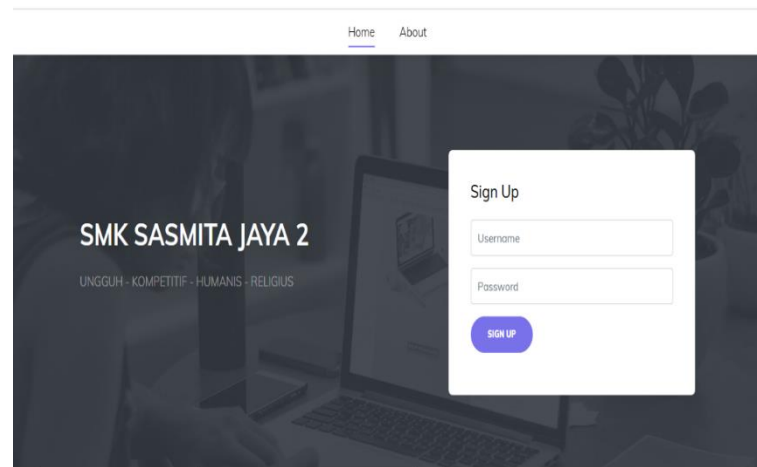 Home About
SMK SASMITA JAYA 2
UNGGUH - KOMPETITIF - HUMANIS - RELIGIUS
Sign Up
Username
Password
SIGN UP